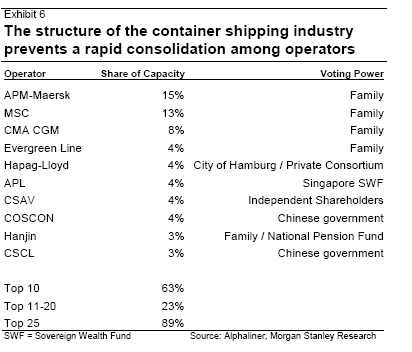 Exhibit 6
The structure of the container shipping industry
prevents a rapid consolidation among operators
Operator Share of Capacity Voting Power
APM-Maersk 15% Family
MSC 13% Family
CMA CGM 8% Family
Evergreen Line 4% Family
Hapag-Lloyd 4% City of Hamburg / Private Consortium
APL 4% Singapore SWF
CSAV 4% Independent Shareholders
COSCON 4% Chinese government
Hanjin 3% Family / National Pension Fund
CSCL 3% Chinese government
Top 10 63%
Top 11-20 23%
Top 25 89%
SWF = Sovereign Wealth Fund Source: Alphaliner, Morgan Stanley Research